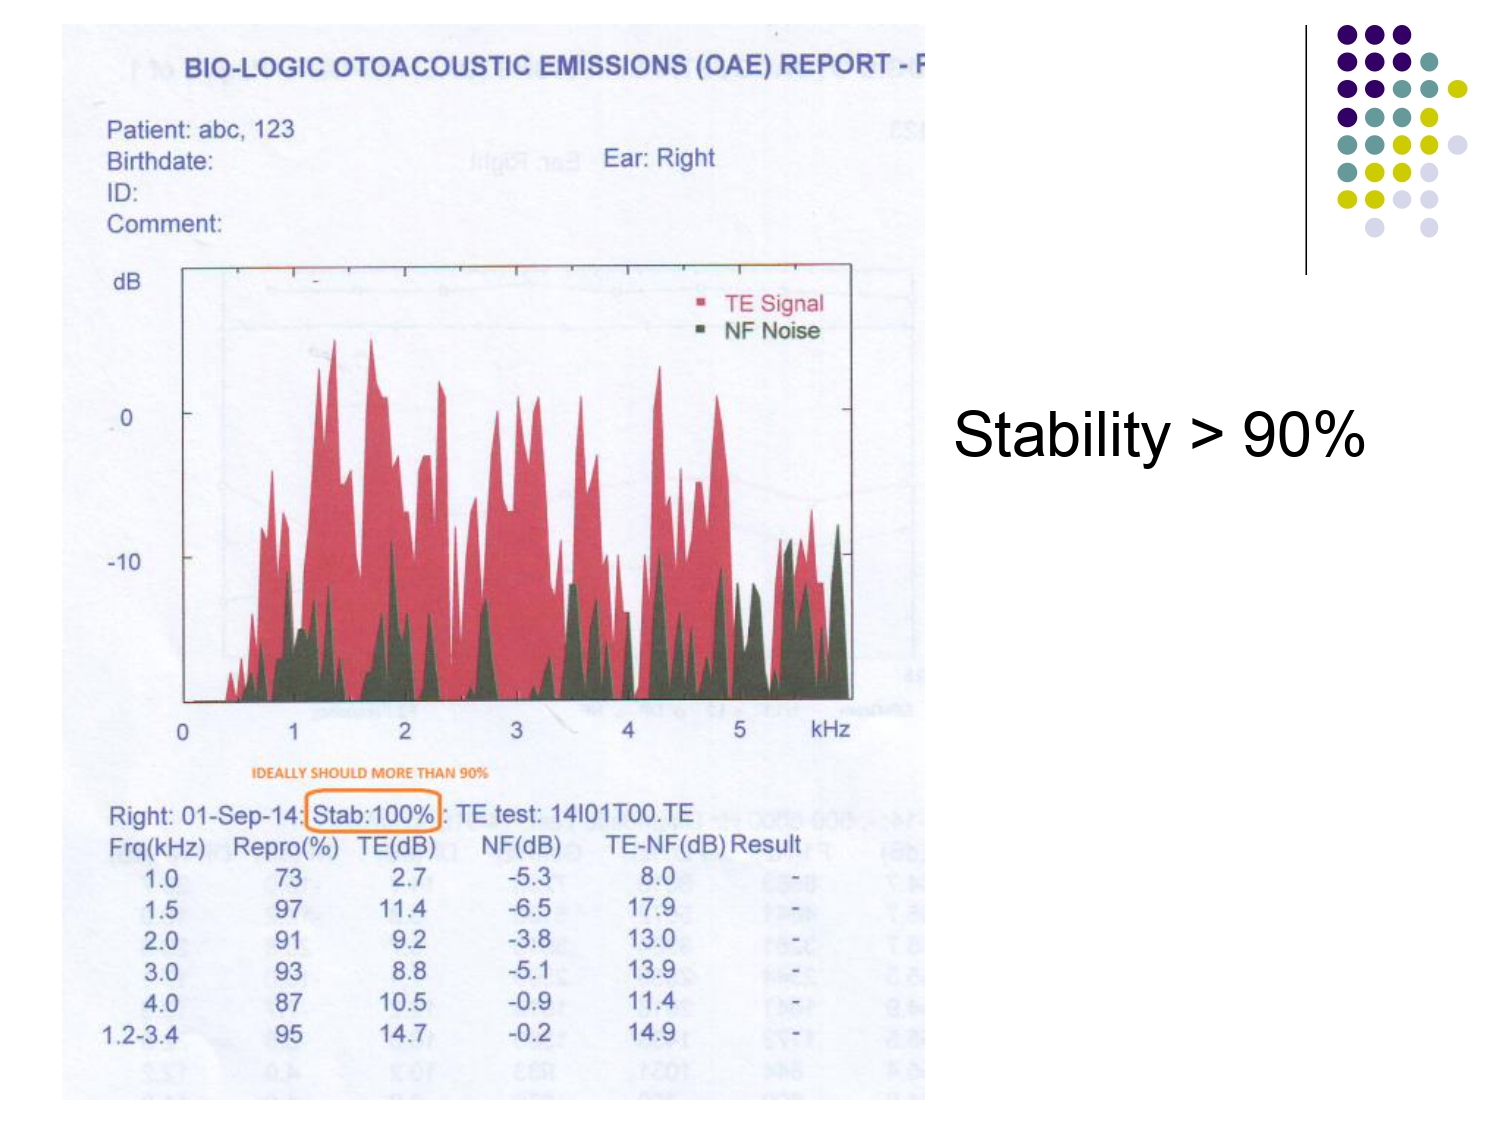 BIO-LOGIC OTOACOUSTIC EMISSIONS (OAE) REPORT -
Patient: abc, 123
Birthdate:
Ear: Right
ID:
Comment:
dB
TE Signal
NF Noise
0
-10
0 1 2 3 4 5 kHz
Stability > 90%
IDEALLY SHOULD MORE THAN 90%
Right: 01-Sep-14: Stab:100% : TE test: 14I01T00.TE
Frq(kHz) Repro(%) TE(dB) NF(dB) TE-NF(dB) Result
1.0 73 2.7 -5.3 8.0 -
1.5 97 11.4 -6.5 17.9 -
2.0 91 9.2 -3.8 13.0 -
3.0 93 8.8 -5.1 13.9 -
4.0 87 10.5 -0.9 11.4 -
1.2-3.4 95 14.7 -0.2 14.9 -